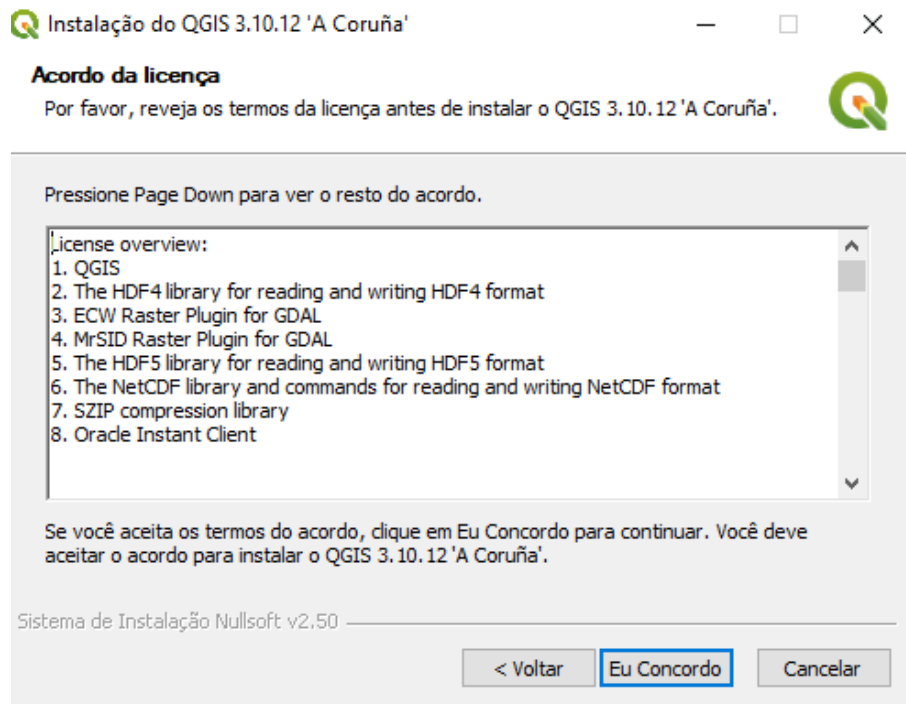 Instalação do QGIS 3.10.12 'A Coruña'
Acordo da licença
Por favor, reveja os termos da licença antes de instalar o QGIS 3.10.12 'A Coruña'.
Pressione Page Down para ver o resto do acordo.
License overview:
1. QGIS
2. The HDF4 library for reading and writing HDF4 format
3. ECW Raster Plugin for GDAL
4. MrSID Raster Plugin for GDAL
5. The HDF5 library for reading and writing HDF5 format
6. The NetCDF library and commands for reading and writing NetCDF format
7. SZIP compression library
8. Oracle Instant Client
Se você aceita os termos do acordo, clique em Eu Concordo para continuar. Você deve
aceitar o acordo para instalar o QGIS 3.10.12 'A Coruña'.
Sistema de Instalação Nullsoft v2.50
< Voltar Eu Concordo Cancelar